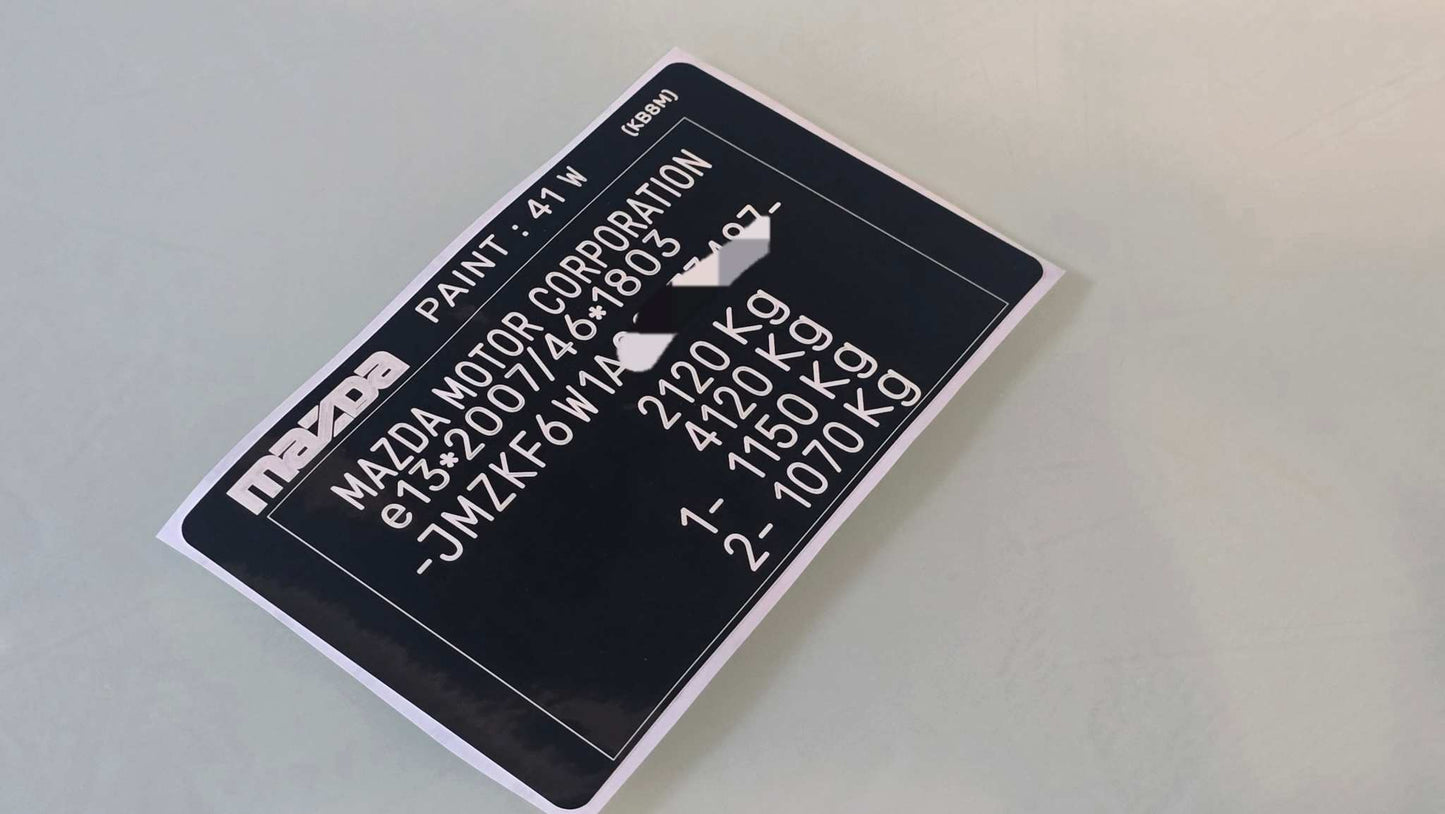 mazda PAINT : 41W (KB8M)
MAZDA MOTOR CORPORATION
e13*2007/46*1803
-JMZKF6W1A
2120 Kg
4120 Kg
1- 1150 Kg
2- 1070 Kg